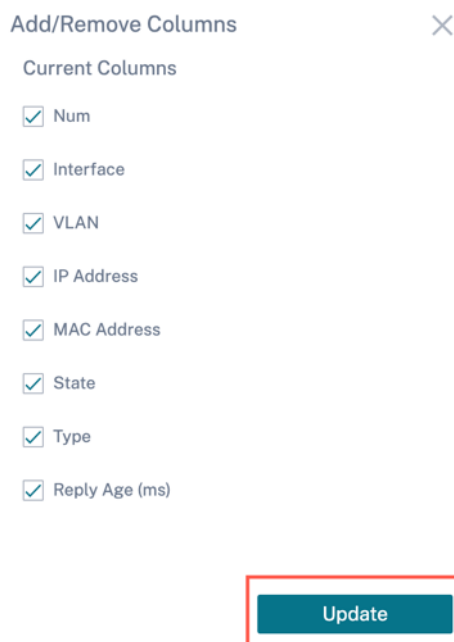 Add/Remove Columns
Current Columns
Num
Interface
VLAN
IP Address
MAC Address
State
Type
Reply Age (ms)
Update